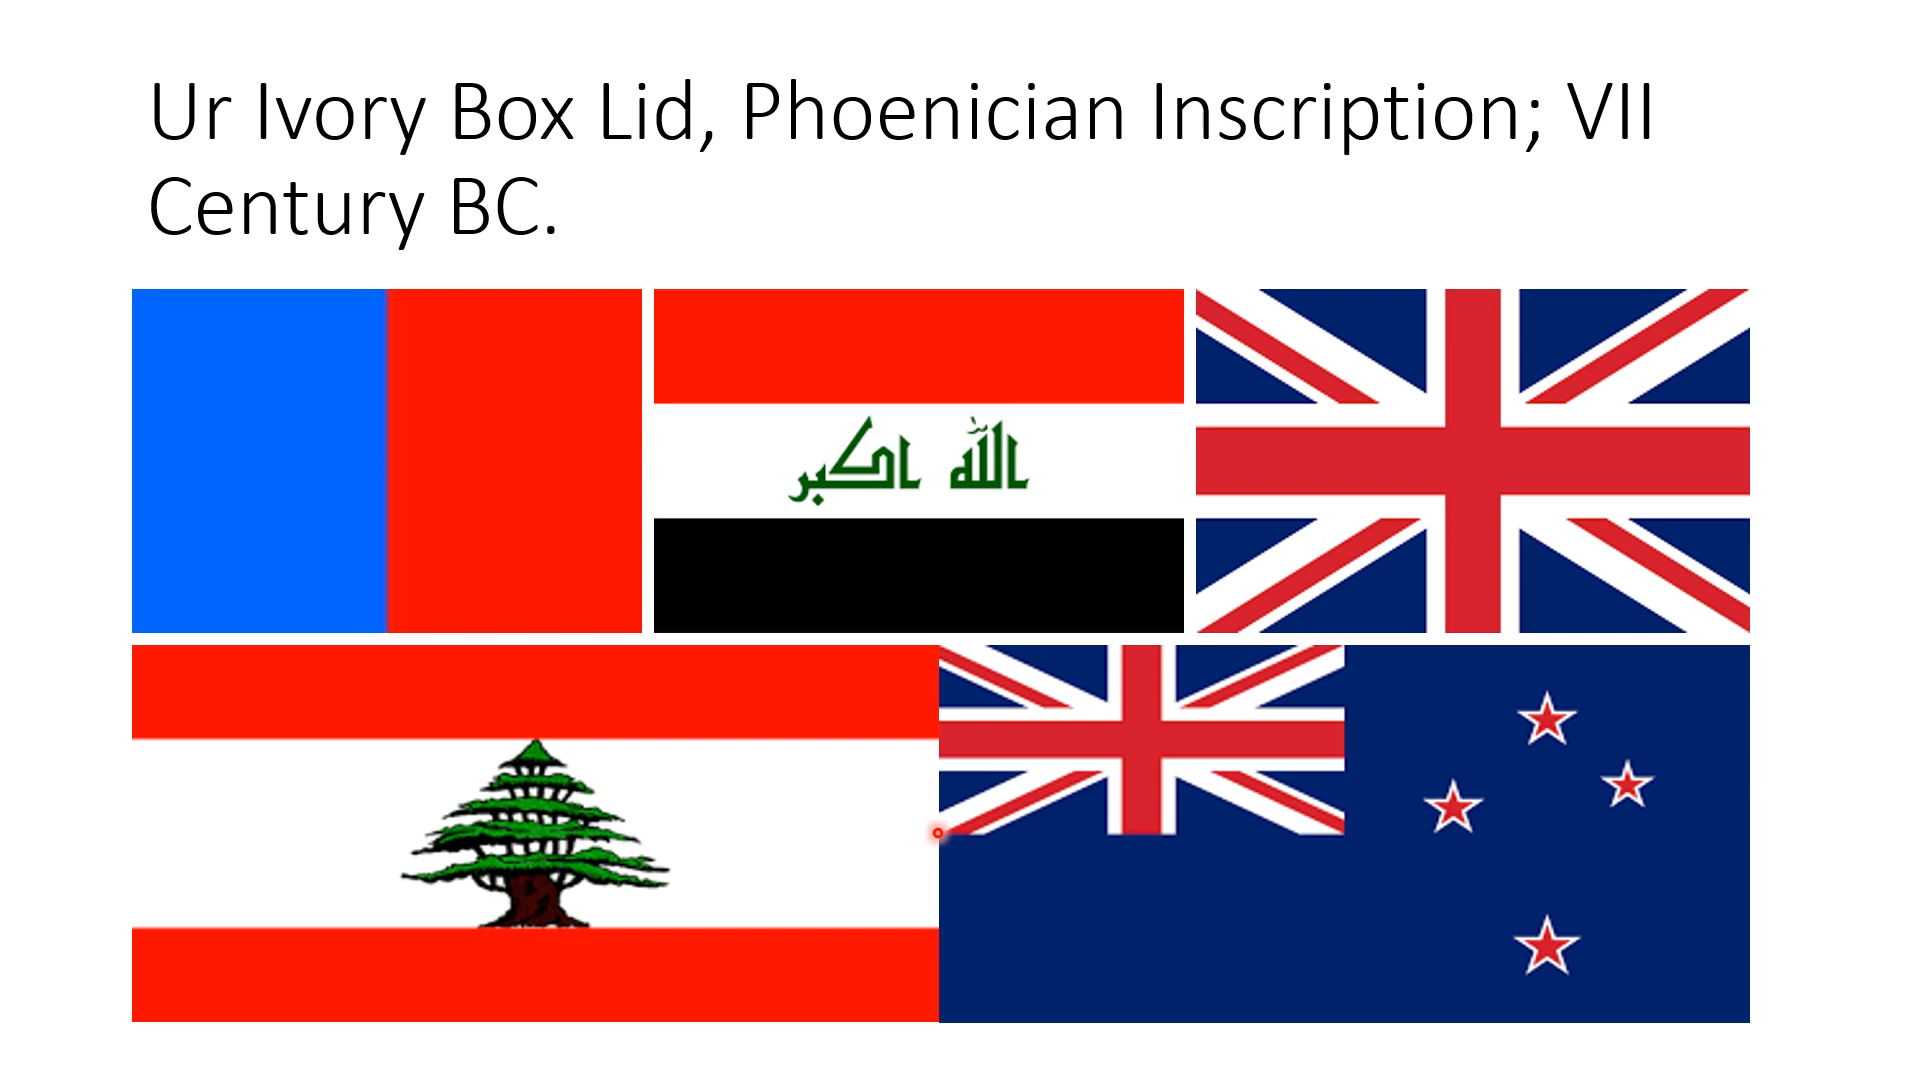 Ur Ivory Box Lid, Phoenician Inscription; VII
Century BC.
الله اكبر